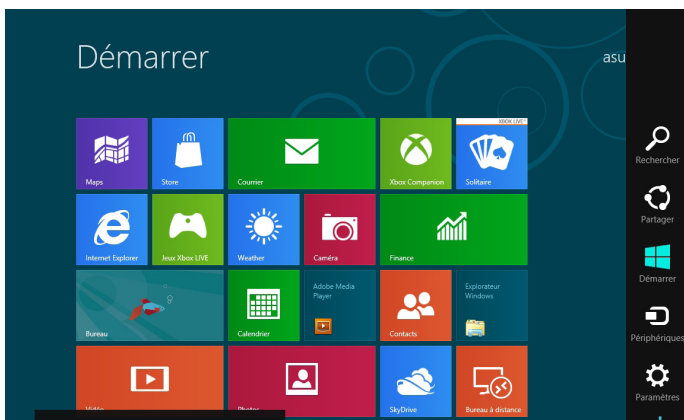 Démarrer
asu
XBOX LIVE
Maps
Store
Courrier
Xbox Companion
Solitaire
Internet Explorer
Jeux Xbox LIVE
Weather
Caméra
Finance
Bureau
Calendrier
Adobe Media
Player
Contacts
Explorateur
Windows
Vidéo
Photos
SkyDrive
Bureau à distance
Rechercher
Partager
Démarrer
Périphériques
Paramètres